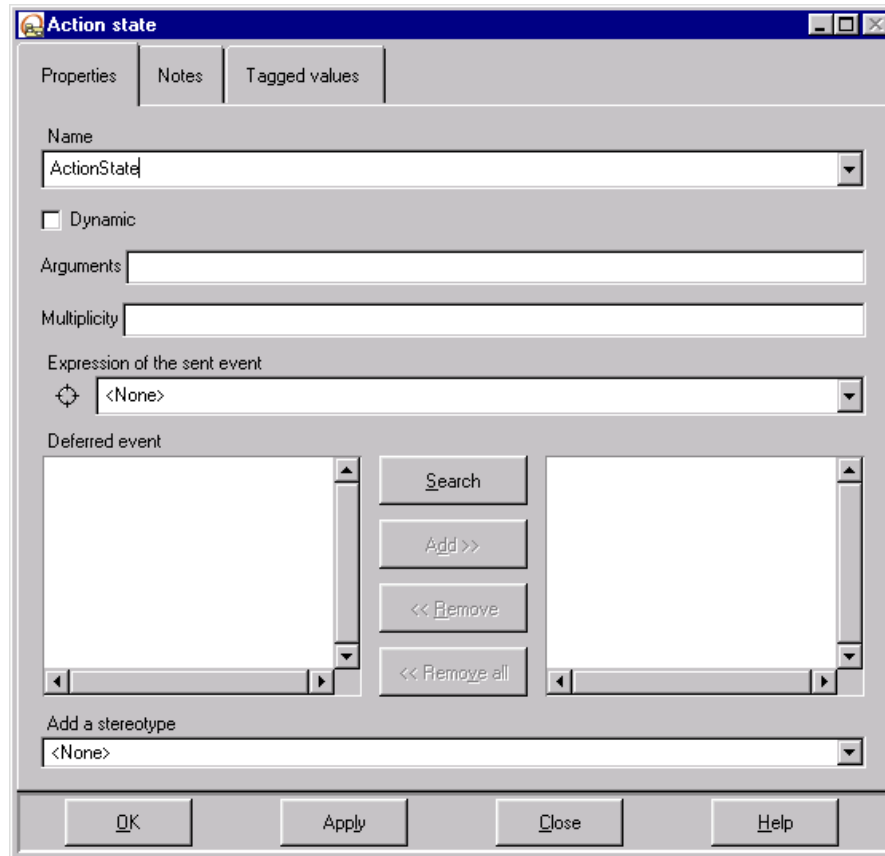 Action state
Properties Notes Tagged values
Name
ActionState
Dynamic
Arguments
Multiplicity
Expression of the sent event
<None>
Deferred event
Search
Add >>
<< Remove
<< Remove all
Add a stereotype
<None>
OK Apply Close Help